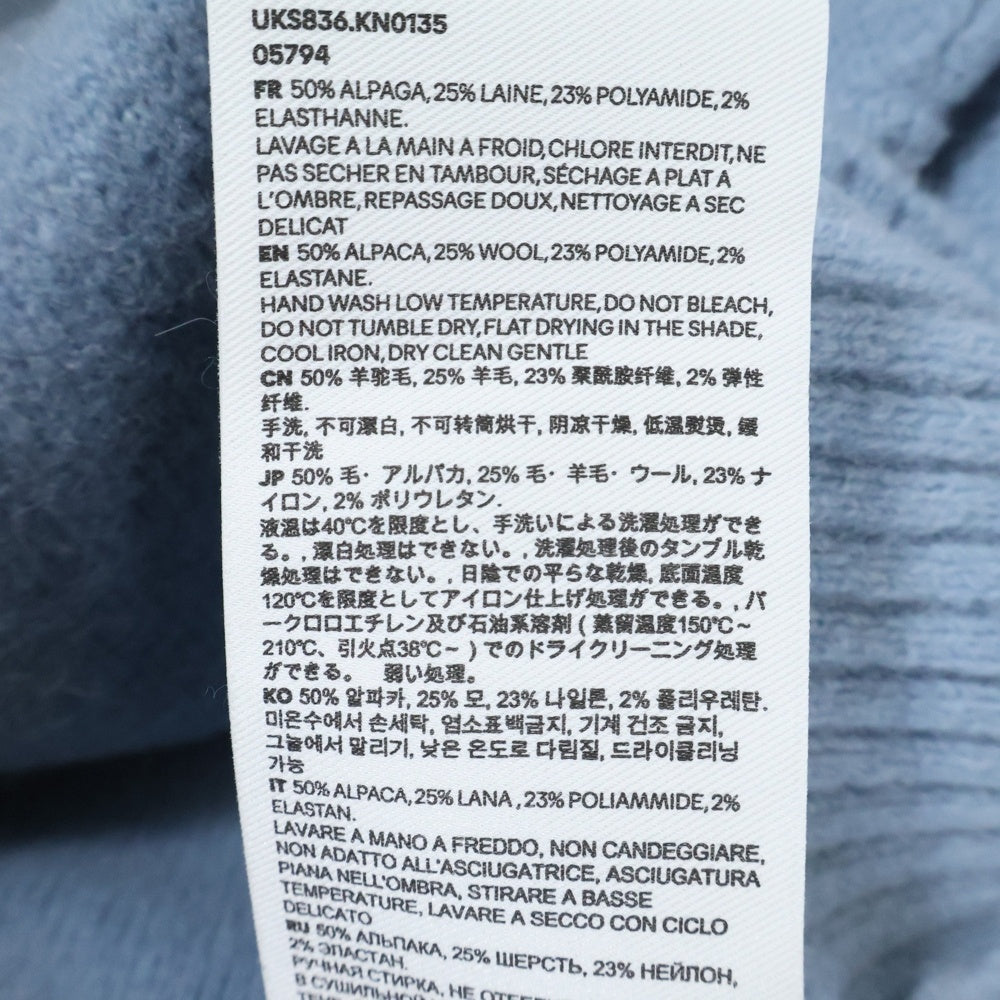 UKS836.KN0135
05794
FR 50% ALPAGA, 25% LAINE, 23% POLYAMIDE, 2%
ELASTHANNE.
LAVAGE A LA MAIN A FROID, CHLORE INTERDIT, NE
PAS SECHER EN TAMBOUR, SÉCHAGE A PLAT A
L'OMBRE, REPASSAGE DOUX, NETTOYAGE A SEC
DELICAT
EN 50% ALPACA, 25% WOOL, 23% POLYAMIDE, 2%
ELASTANE.
HAND WASH LOW TEMPERATURE, DO NOT BLEACH,
DO NOT TUMBLE DRY, FLAT DRYING IN THE SHADE,
COOL IRON, DRY CLEAN GENTLE
CN 50% 羊驼毛, 25% 羊毛, 23% 聚酰胺纤维, 2% 弹性
纤维.
手洗, 不可漂白, 不可转筒烘干, 阴凉干燥, 低温熨烫, 缓
和干洗
JP 50% 毛・アルパカ, 25% 毛・羊毛・ウール, 23% ナ
イロン, 2% ポリウレタン.
液温は40℃を限度とし、手洗いによる洗濯処理ができ
る。, 漂白処理はできない。, 洗濯処理後のタンブル乾
燥処理はできない。, 日陰での平らな乾燥, 底面温度
120℃を限度としてアイロン仕上げ処理ができる。, パ
ークロロエチレン及び石油系溶剤 ( 蒸留温度150℃～
210℃、引火点38℃～ ) でのドライクリーニング処理
ができる。 弱い処理。
KO 50% 알파카, 25% 모, 23% 나일론, 2% 폴리우레탄.
미온수에서 손세탁, 염소표백금지, 기계 건조 금지,
그늘에서 말리기, 낮은 온도로 다림질, 드라이클리닝
가능
IT 50% ALPACA, 25% LANA , 23% POLIAMMIDE, 2%
ELASTAN.
LAVARE A MANO A FREDDO, NON CANDEGGIARE,
NON ADATTO ALL'ASCIUGATRICE, ASCIUGATURA
PIANA NELL'OMBRA, STIRARE A BASSE
TEMPERATURE, LAVARE A SECCO CON CICLO
DELICATO
RU 50% АЛЬПАКА, 25% ШЕРСТЬ, 23% НЕЙЛОН,
2% ЭЛАСТАН.
РУЧНАЯ СТИРКА, НЕ
В